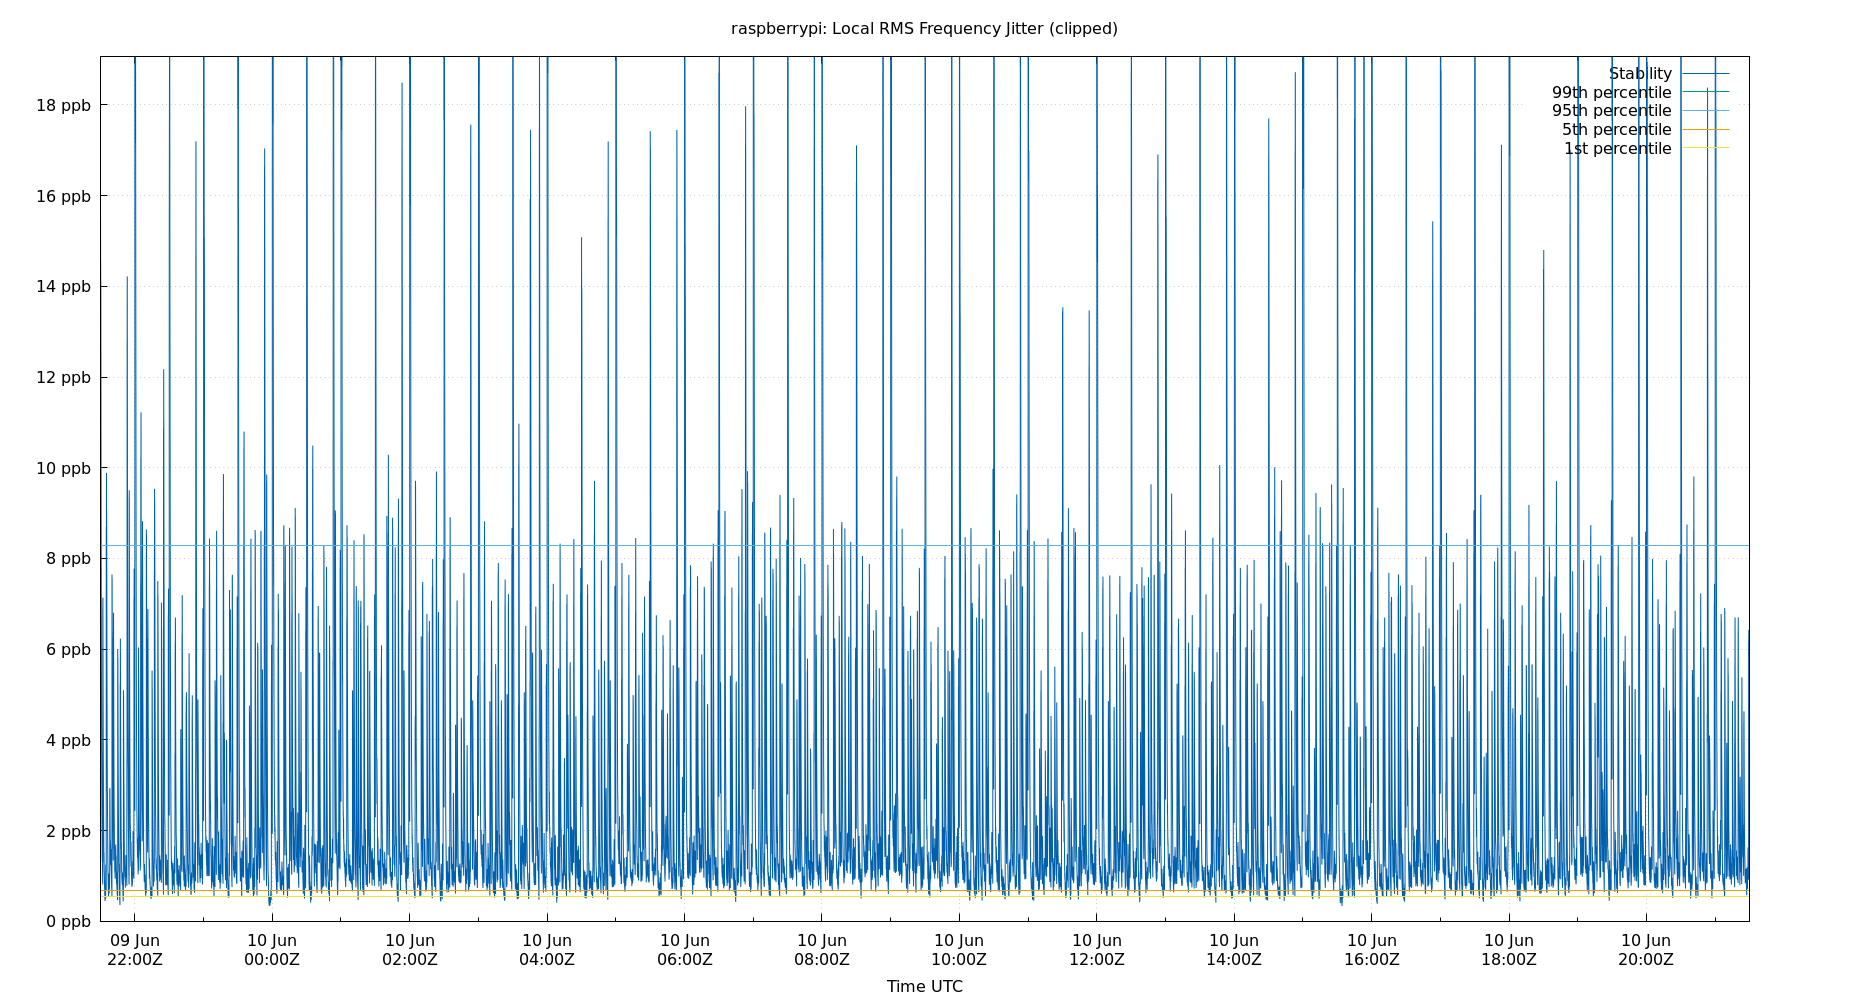 raspberrypi: Local RMS Frequency Jitter (clipped)
Stability
99th percentile
95th percentile
5th percentile
1st percentile
18 ppb
16 ppb
14 ppb
12 ppb
10 ppb
8 ppb
6 ppb
4 ppb
2 ppb
0 ppb
09 Jun 10 Jun 10 Jun 10 Jun 10 Jun 10 Jun 10 Jun 10 Jun 10 Jun 10 Jun 10 Jun 10 Jun
22:00Z 00:00Z 02:00Z 04:00Z 06:00Z 08:00Z 10:00Z 12:00Z 14:00Z 16:00Z 18:00Z 20:00Z
Time UTC